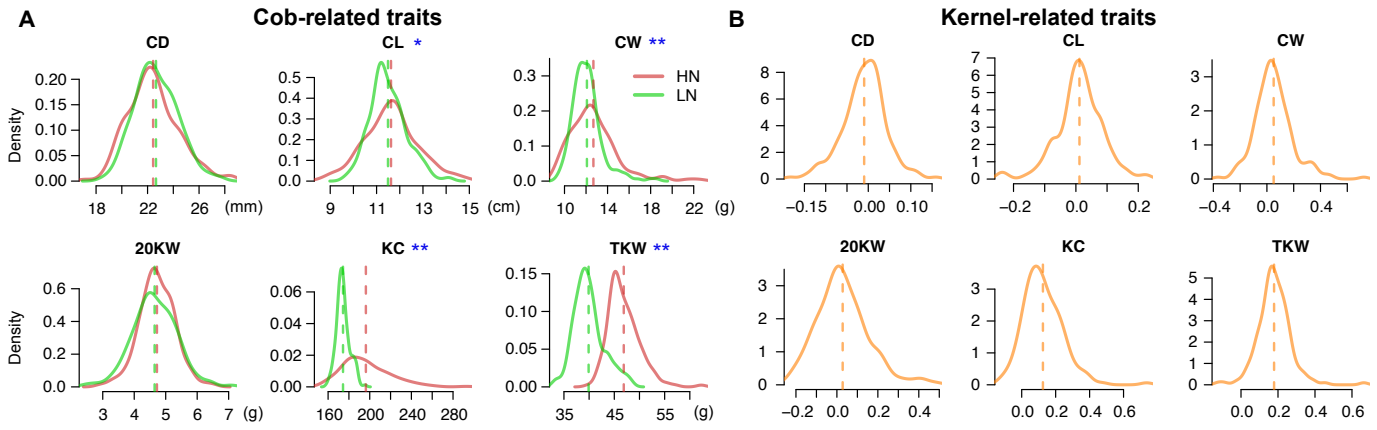 A Cob-related traits B Kernel-related traits
CD CL * CW ** CD CL CW
HN
LN
Density
0.00 0.05 0.10 0.15 0.20
18 22 26 (mm)
0.0 0.1 0.2 0.3 0.4 0.5
9 11 13 15 (cm)
0.0 0.1 0.2 0.3
10 14 18 22 (g)
0 2 4 6 8
−0.15 0.00 0.10
0 1 2 3 4 5 6 7
−0.2 0.0 0.2
0 1 2 3
−0.4 0.0 0.4
20KW KC ** TKW ** 20KW KC TKW
Density
0.0 0.2 0.4 0.6
3 4 5 6 7 (g)
0.00 0.02 0.04 0.06
160 200 240 280
0.00 0.05 0.10 0.15
35 45 55 (g)
0 1 2 3
−0.2 0.0 0.2 0.4
0 1 2 3
0.0 0.2 0.4 0.6
0 1 2 3 4 5
0.0 0.2 0.4 0.6